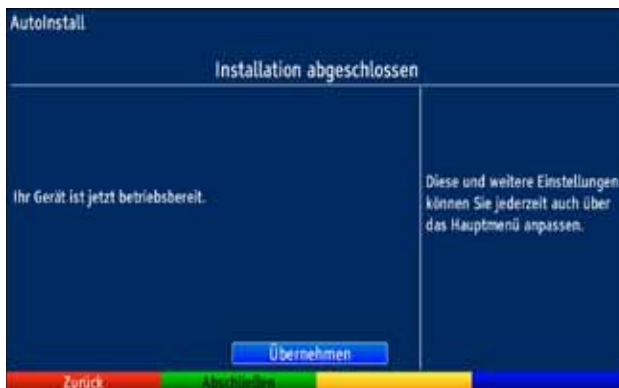 AutoInstall
Installation abgeschlossen
Ihr Gerät ist jetzt betriebsbereit.
Diese und weitere Einstellungen
können Sie jederzeit auch über
das Hauptmenü anpassen.
Übernehmen
Zurück
Abschließen